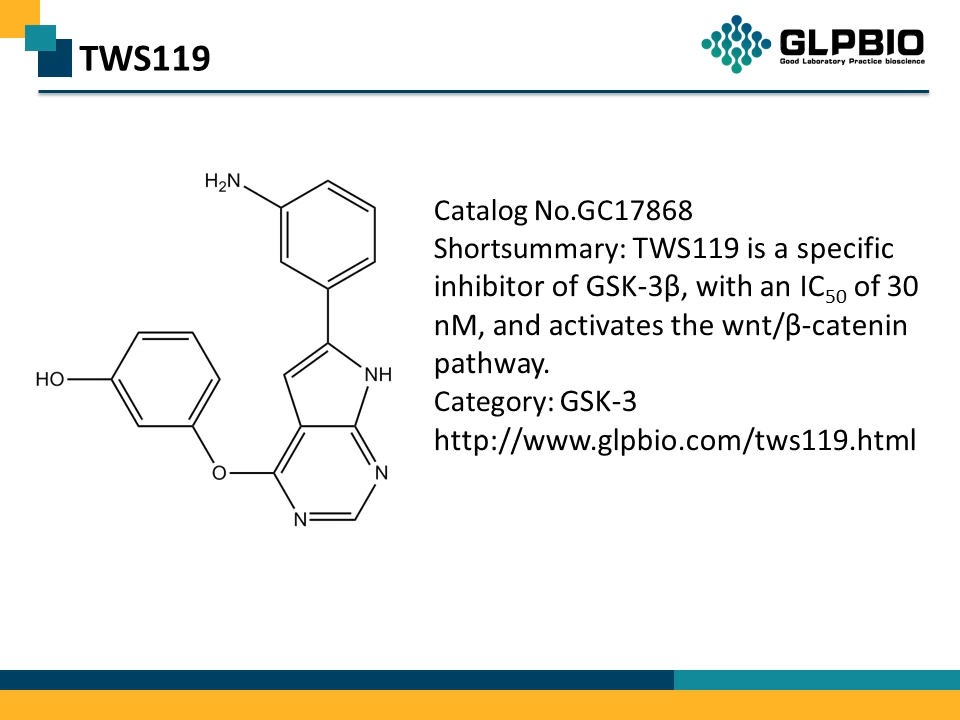 TWS119
GLPBIO
Good Laboratory Practice bioscience
H₂N
HO
NH
O
N
N
Catalog No.GC17868
Shortsummary: TWS119 is a specific
inhibitor of GSK-3β, with an IC₅₀ of 30
nM, and activates the wnt/β-catenin
pathway.
Category: GSK-3
http://www.glpbio.com/tws119.html